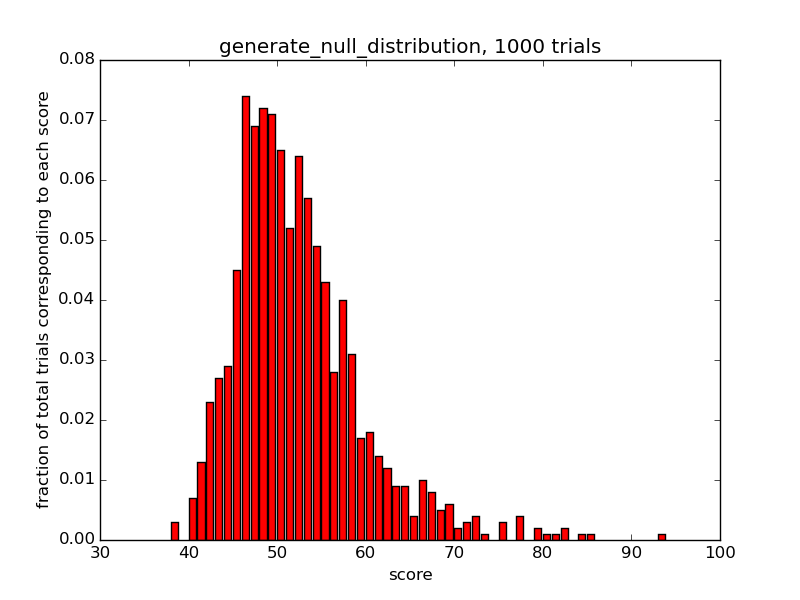 generate_null_distribution, 1000 trials
0.08
0.07
0.06
0.05
0.04
0.03
0.02
0.01
0.00
fraction of total trials corresponding to each score
30 40 50 60 70 80 90 100
score